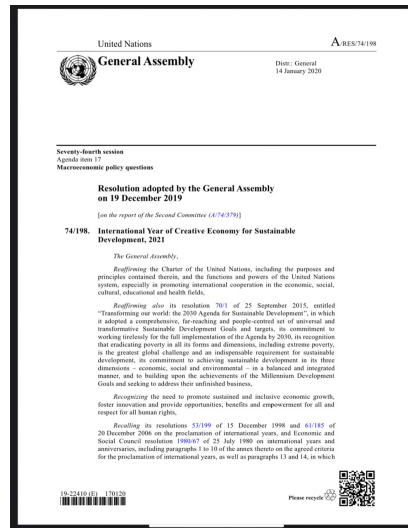 United Nations
A/RES/74/198
General Assembly
Distr.: General
14 January 2020
Seventy-fourth session
Agenda item 17
Macroeconomic policy questions
Resolution adopted by the General Assembly
on 19 December 2019
[on the report of the Second Committee (A/74/379)]
74/198. International Year of Creative Economy for Sustainable
Development, 2021
The General Assembly,
Reaffirming the Charter of the United Nations, including the purposes and
principles contained therein, and the functions and powers of the United Nations
system, especially in promoting international cooperation in the economic, social,
cultural, educational and health fields,
Reaffirming also its resolution 70/1 of 25 September 2015, entitled
“Transforming our world: the 2030 Agenda for Sustainable Development”, in which
it adopted a comprehensive, far-reaching and people-centred set of universal and
transformative Sustainable Development Goals and targets, its commitment to
working tirelessly for the full implementation of the Agenda by 2030, its recognition
that eradicating poverty in all its forms and dimensions, including extreme poverty,
is the greatest global challenge and an indispensable requirement for sustainable
development, its commitment to achieving sustainable development in its three
dimensions – economic, social and environmental – in a balanced and integrated
manner, and to building upon the achievements of the Millennium Development
Goals and seeking to address their unfinished business,
Recognizing the need to promote sustained and inclusive economic growth,
foster innovation and provide opportunities, benefits and empowerment for all and
respect for all human rights,
Recalling its resolutions 53/199 of 15 December 1998 and 61/185 of
20 December 2006 on the proclamation of international years, and Economic and
Social Council resolution 1980/67 of 25 July 1980 on international years and
anniversaries, including paragraphs 1 to 10 of the annex thereto on the agreed criteria
for the proclamation of international years, as well as paragraphs 13 and 14, in which
19-22410 (E) 170120
Please recycle